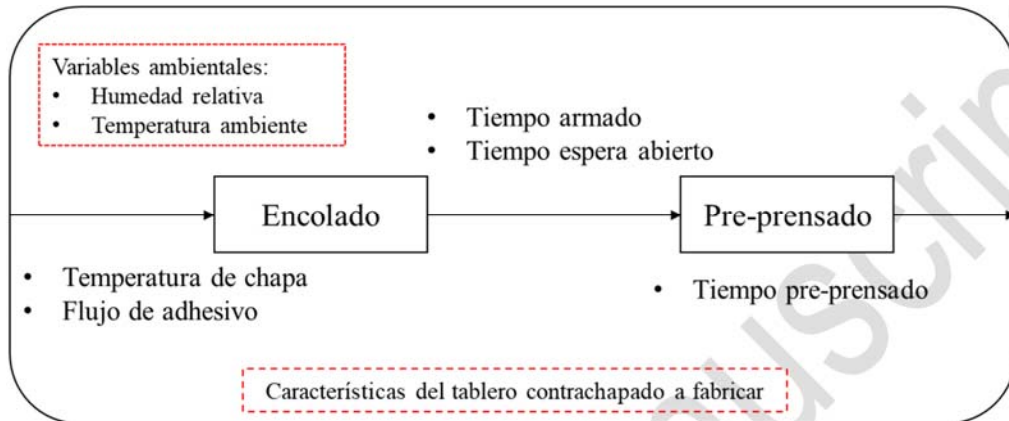 Variables ambientales:
• Humedad relativa
• Temperatura ambiente
• Tiempo armado
• Tiempo espera abierto
Encolado
Pre-prensado
• Temperatura de chapa
• Flujo de adhesivo
• Tiempo pre-prensado
Características del tablero contrachapado a fabricar